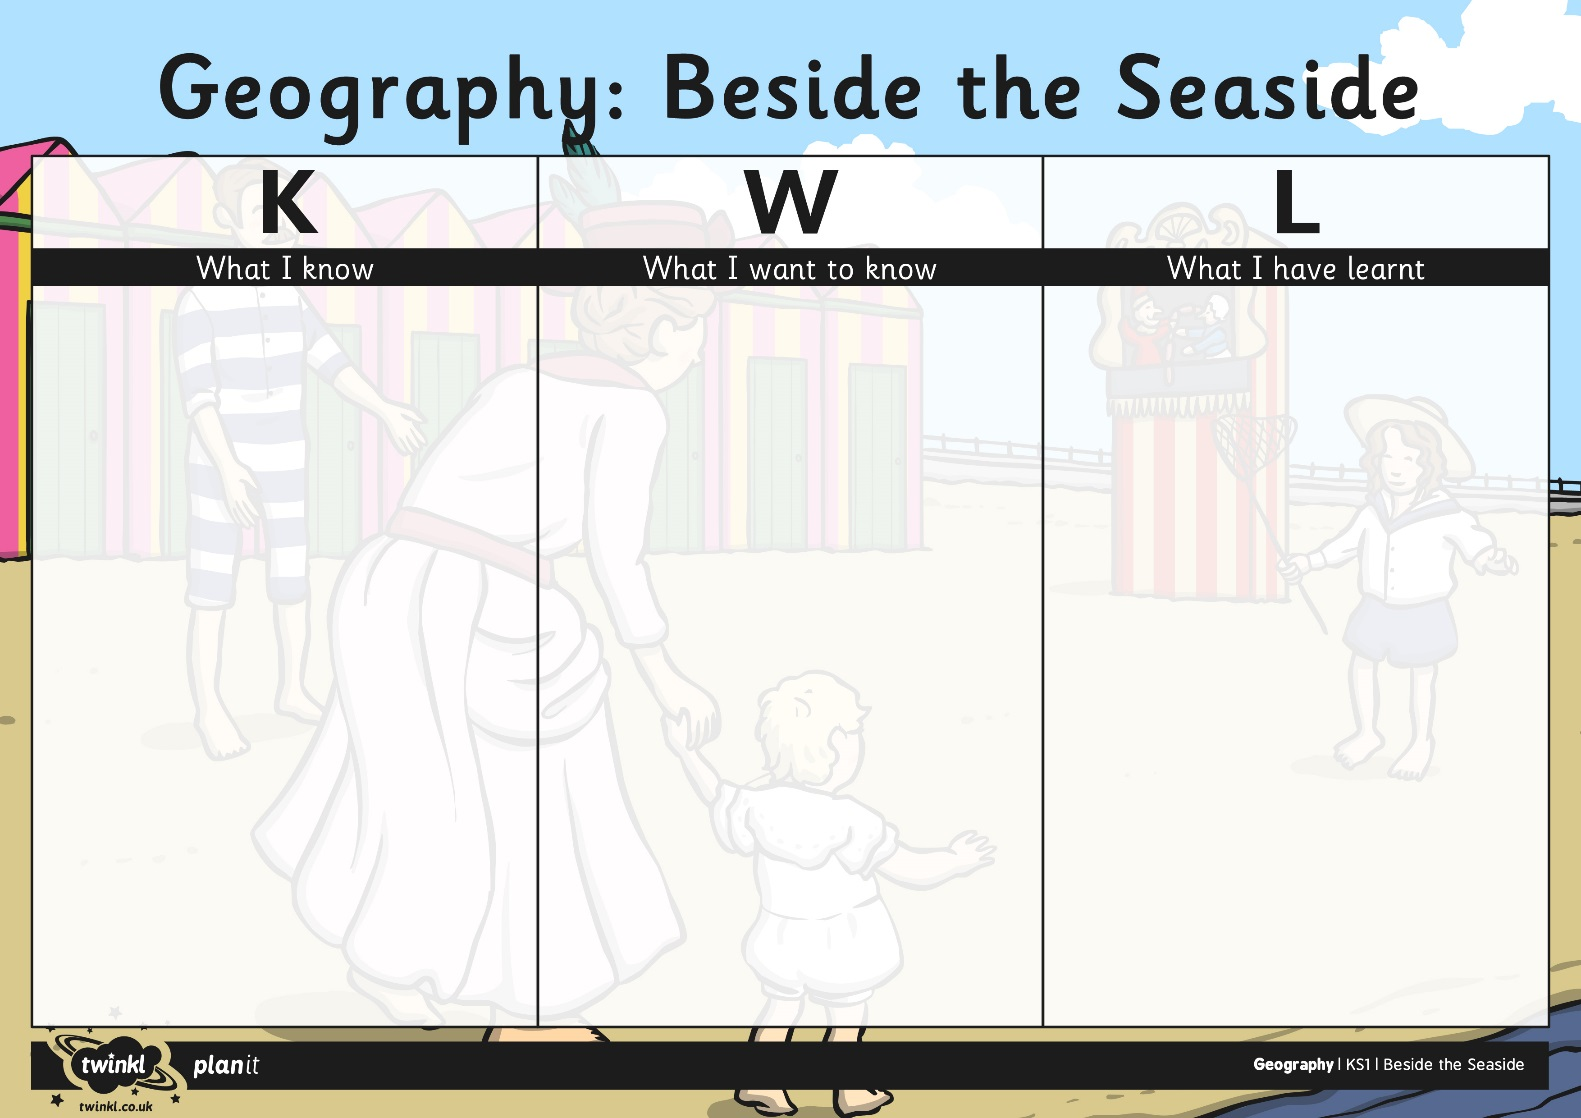 Geography: Beside the Seaside
K
W
L
What I know
What I want to know
What I have learnt
twinkl
planit
Geography | KS1 | Beside the Seaside
twinkl.co.uk